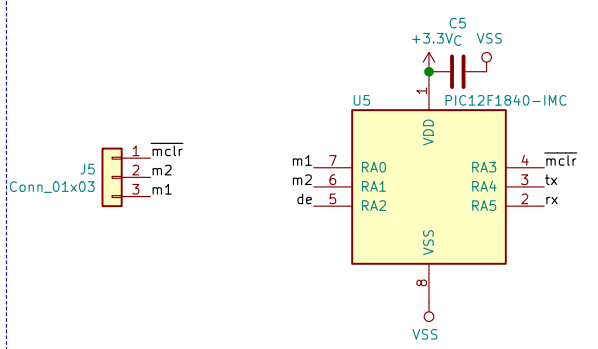 C5
+3.3V C VSS
1
U5 PIC12F1840-IMC
VDD
1 mclr
J5 2 m2
Conn_01x03 3 m1
m1 7 RA0 RA3 4 mclr
m2 6 RA1 RA4 3 tx
de 5 RA2 RA5 2 rx
VSS
8
VSS